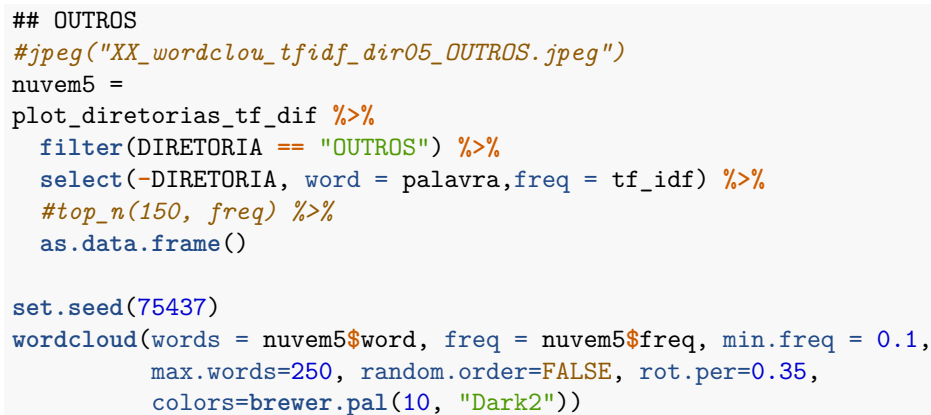 ## OUTROS
#jpeg("XX_wordclou_tfidf_dir05_OUTROS.jpeg")
nuvem5 =
plot_diretorias_tf_dif %>%
  filter(DIRETORIA == "OUTROS") %>%
  select(-DIRETORIA, word = palavra,freq = tf_idf) %>%
  #top_n(150, freq) %>%
  as.data.frame()

set.seed(75437)
wordcloud(words = nuvem5$word, freq = nuvem5$freq, min.freq = 0.1,
          max.words=250, random.order=FALSE, rot.per=0.35,
          colors=brewer.pal(10, "Dark2"))